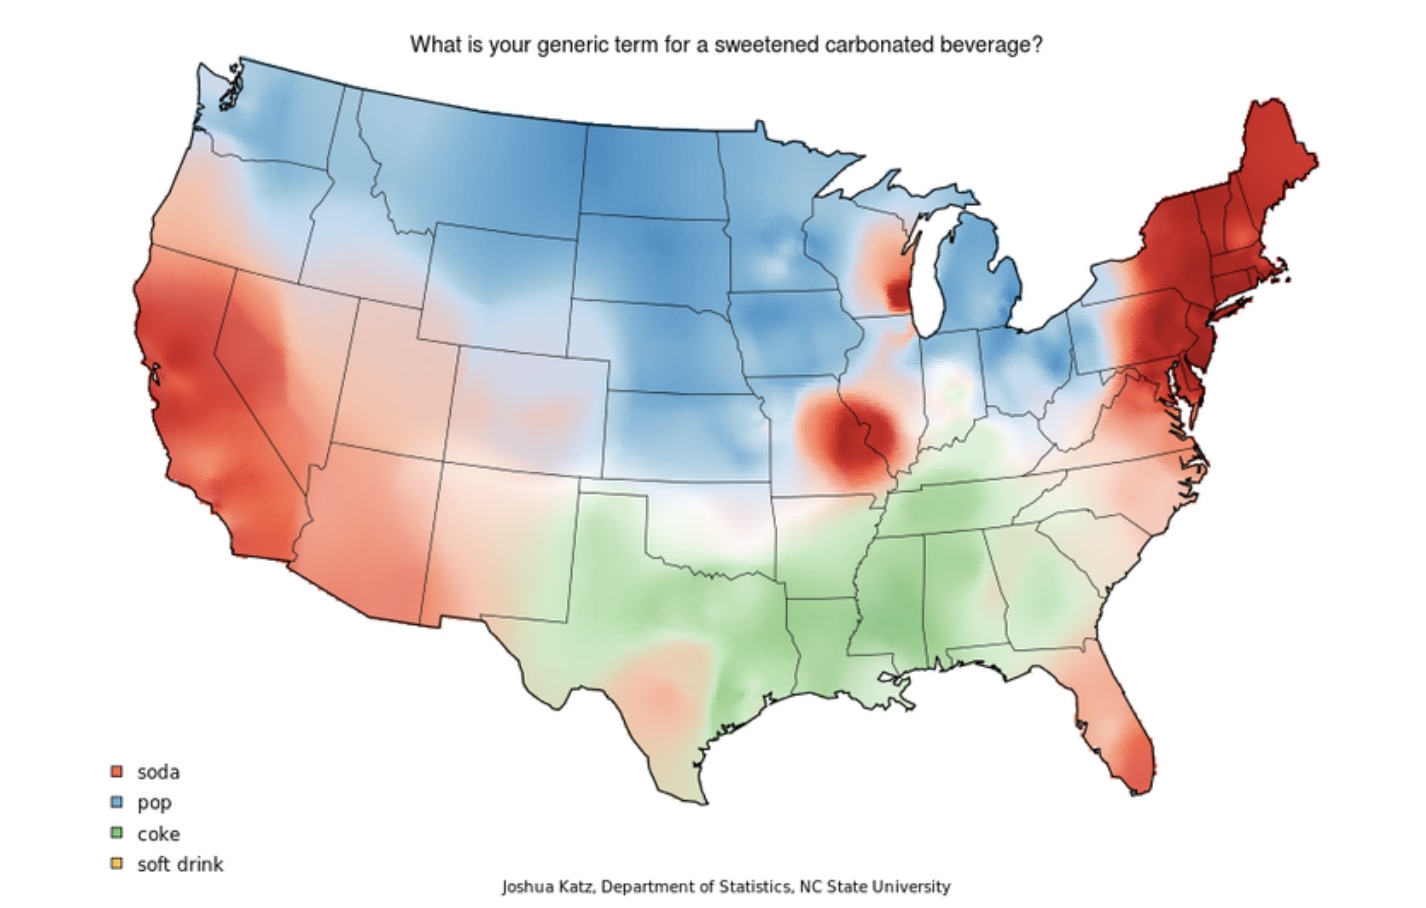 What is your generic term for a sweetened carbonated beverage?
soda
pop
coke
soft drink
Joshua Katz, Department of Statistics, NC State University